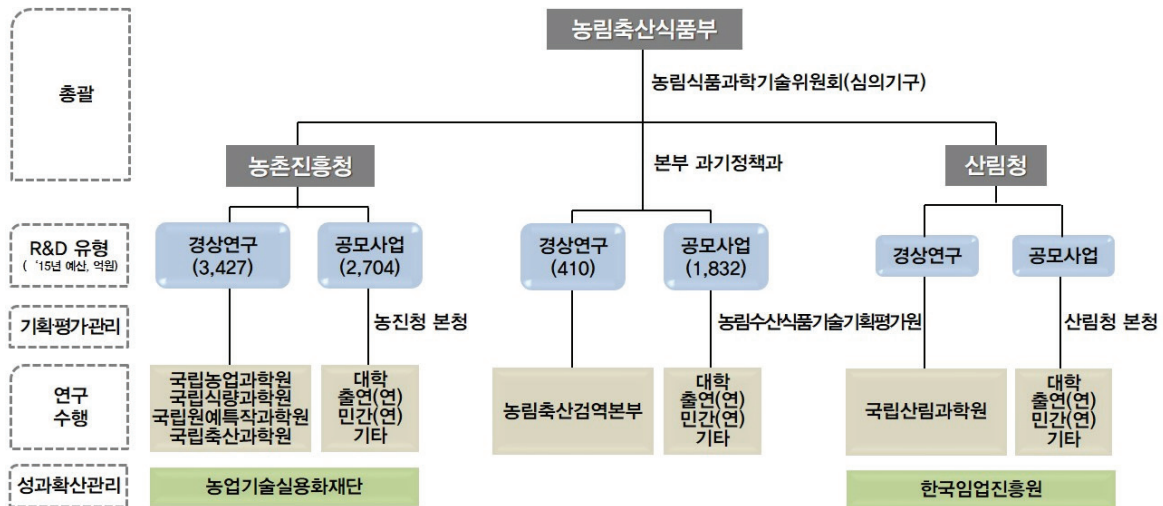 농림축산식품부
총괄
농림식품과학기술위원회(심의기구)
농촌진흥청
본부 과기정책과
산림청
R&D 유형
( '15년 예산, 억원)
경상연구
(3,427)
공모사업
(2,704)
경상연구
(410)
공모사업
(1,832)
경상연구
공모사업
기획·평가·관리
농진청 본청
농림수산식품기술기획평가원
산림청 본청
연구
수행
국립농업과학원
국립식량과학원
국립원예특작과학원
국립축산과학원
대학
출연(연)
민간(연)
기타
농림축산검역본부
대학
출연(연)
민간(연)
기타
국립산림과학원
대학
출연(연)
민간(연)
기타
성과확산관리
농업기술실용화재단
한국임업진흥원